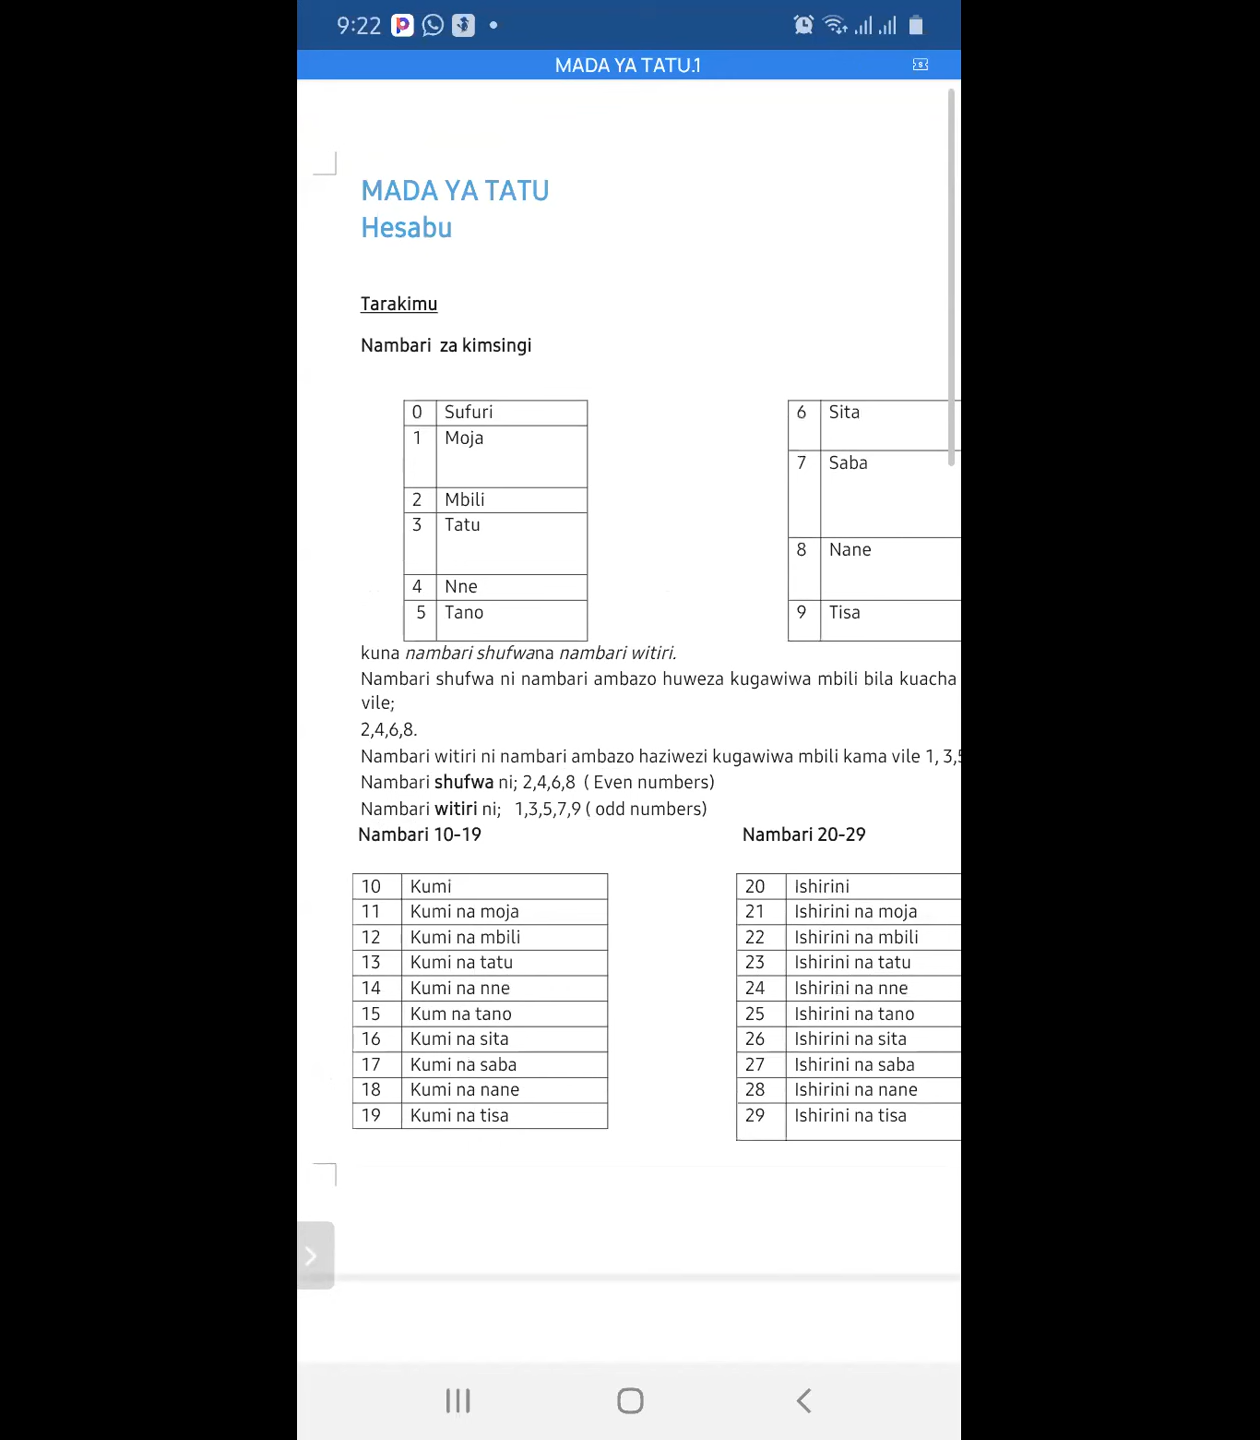 9:22
MADA YA TATU.1
MADA YA TATU
Hesabu
Tarakimu
Nambari za kimsingi
0 Sufuri
1 Moja
2 Mbili
3 Tatu
4 Nne
5 Tano
6 Sita
7 Saba
8 Nane
9 Tisa
kuna nambari shufwana nambari witiri.
Nambari shufwa ni nambari ambazo huweza kugawiwa mbili bila kuacha
vile;
2,4,6,8.
Nambari witiri ni nambari ambazo haziwezi kugawiwa mbili kama vile 1, 3,5
Nambari shufwa ni; 2,4,6,8 ( Even numbers)
Nambari witiri ni; 1,3,5,7,9 ( odd numbers)
Nambari 10-19
10 Kumi
11 Kumi na moja
12 Kumi na mbili
13 Kumi na tatu
14 Kumi na nne
15 Kum na tano
16 Kumi na sita
17 Kumi na saba
18 Kumi na nane
19 Kumi na tisa
Nambari 20-29
20 Ishirini
21 Ishirini na moja
22 Ishirini na mbili
23 Ishirini na tatu
24 Ishirini na nne
25 Ishirini na tano
26 Ishirini na sita
27 Ishirini na saba
28 Ishirini na nane
29 Ishirini na tisa